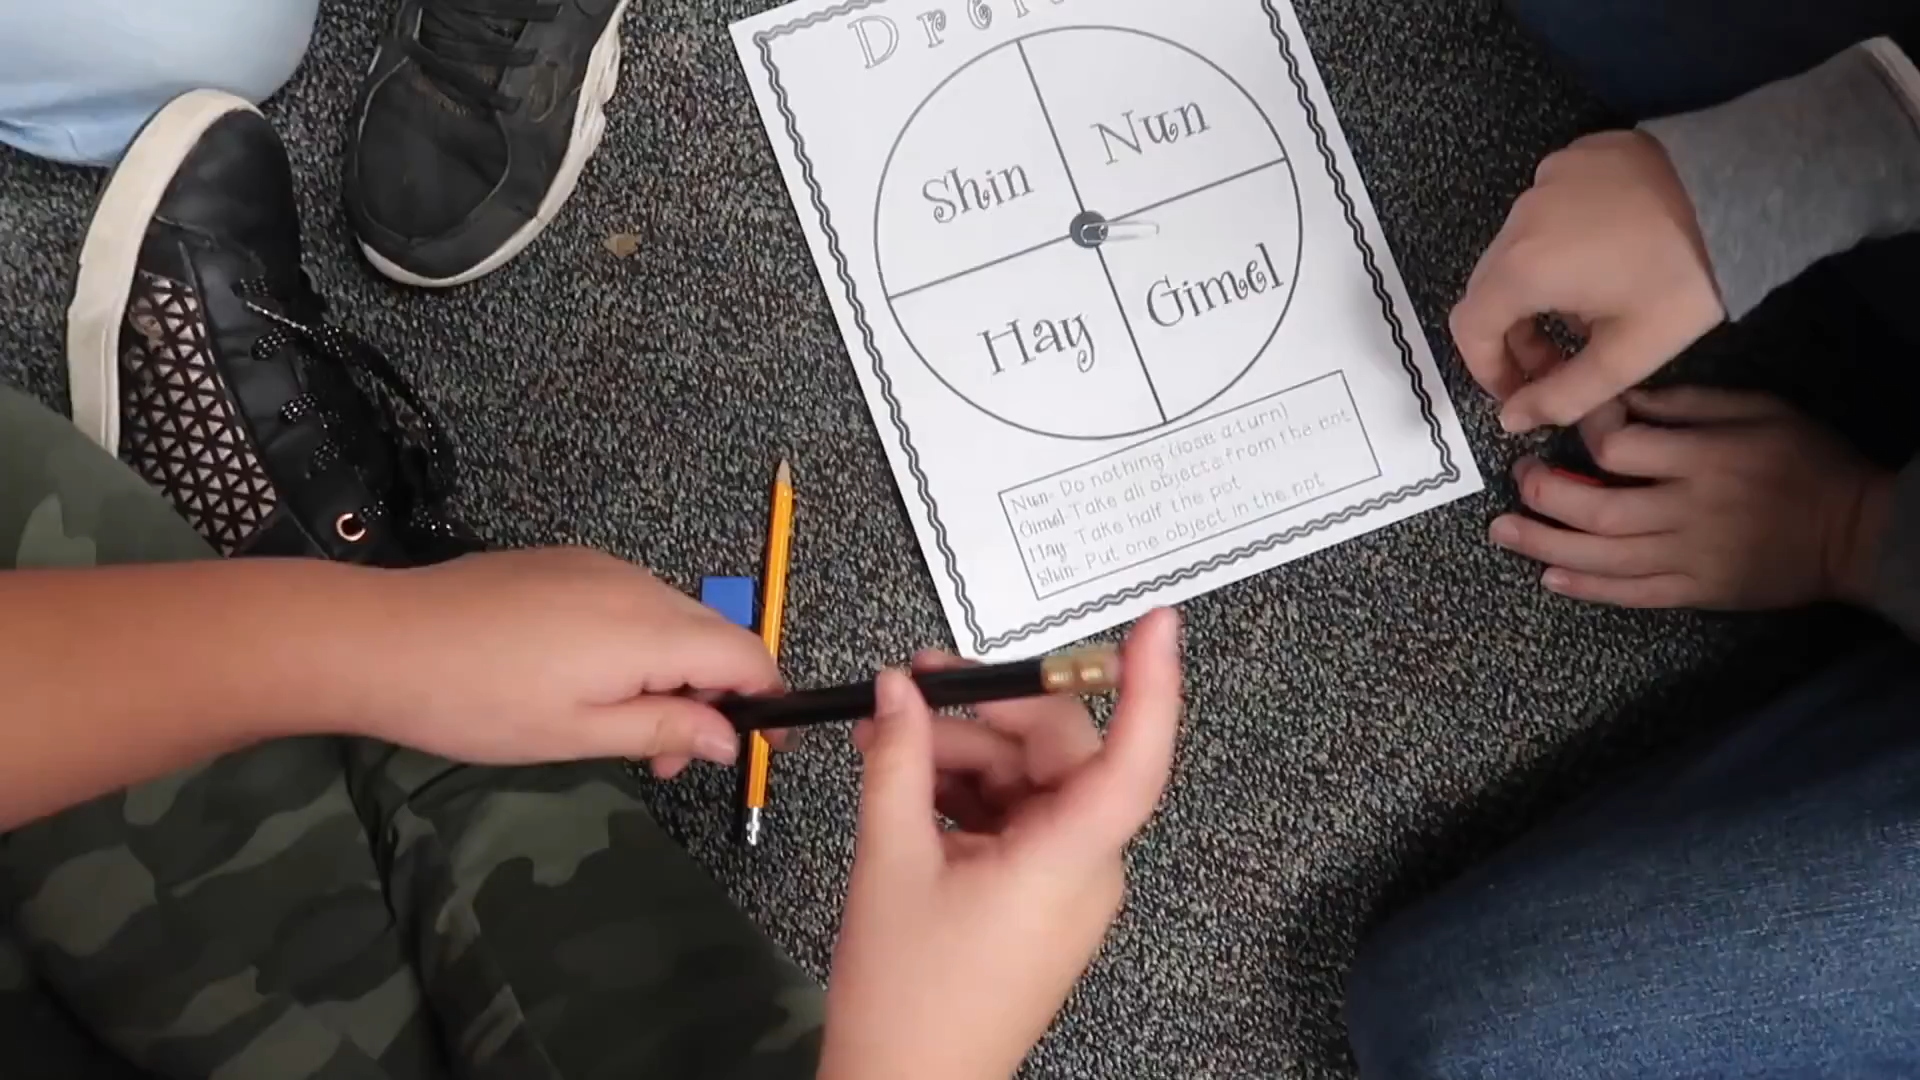 Shin
Nun
Hay
Gimel
Nun- Do nothing (lose a turn)
Gimel-Take all objects from the pot
Hay- Take half the pot
Shin- Put one object in the pot